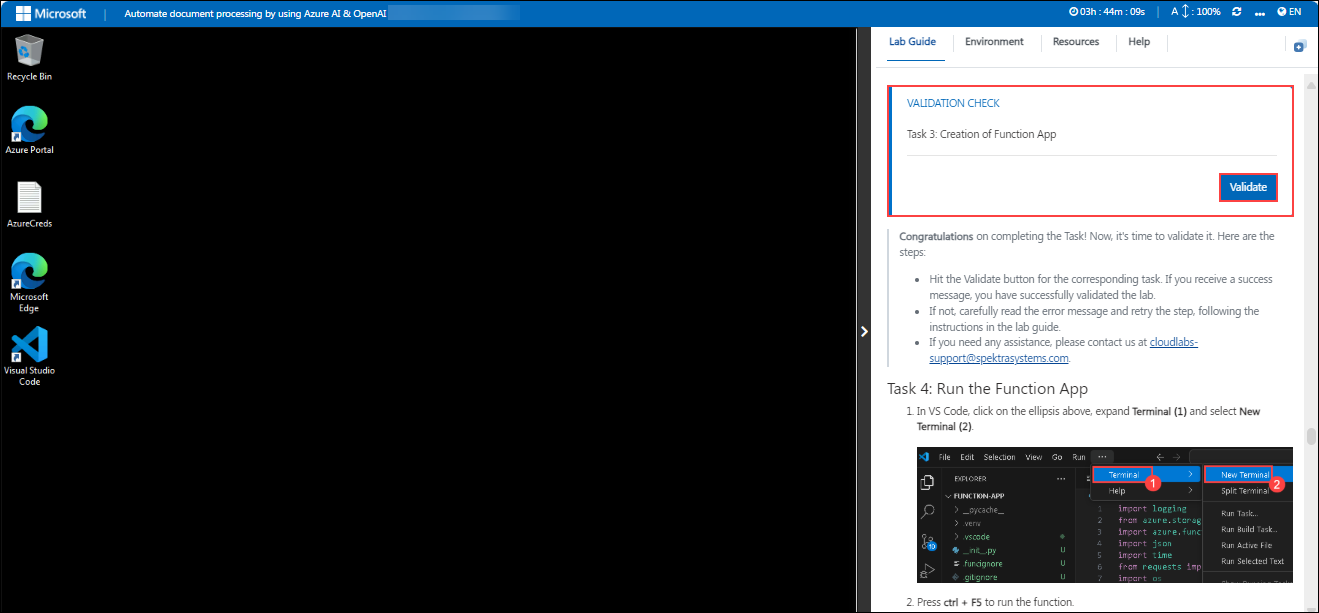 Microsoft | Automate document processing by using Azure AI & OpenAI
03h : 44m : 09s | A : 100% ... EN
Recycle Bin
Azure Portal
AzureCreds
Microsoft
Edge
Visual Studio
Code
Lab Guide Environment Resources Help
VALIDATION CHECK
Task 3: Creation of Function App
Validate
Congratulations on completing the Task! Now, it's time to validate it. Here are the
steps:
• Hit the Validate button for the corresponding task. If you receive a success
message, you have successfully validated the lab.
• If not, carefully read the error message and retry the step, following the
instructions in the lab guide.
• If you need any assistance, please contact us at cloudlabs-
support@spektrasystems.com.
Task 4: Run the Function App
1. In VS Code, click on the ellipsis above, expand Terminal (1) and select New
Terminal (2).
File Edit Selection View Go Run ...
EXPLORER ...
FUNCTION-APP
__pycache__
.venv
.vscode
__init__.py U
.funcignore U
.gitignore U
10
Terminal
1
Help
New Terminal
2
Split Terminal
Run Task...
Run Build Task...
Run Active File
Run Selected Text
1 import logging
2 from azure.storag
3 import azure.func
4 import json
5 import time
6 from requests imp
7 import os
2. Press ctrl + F5 to run the function.